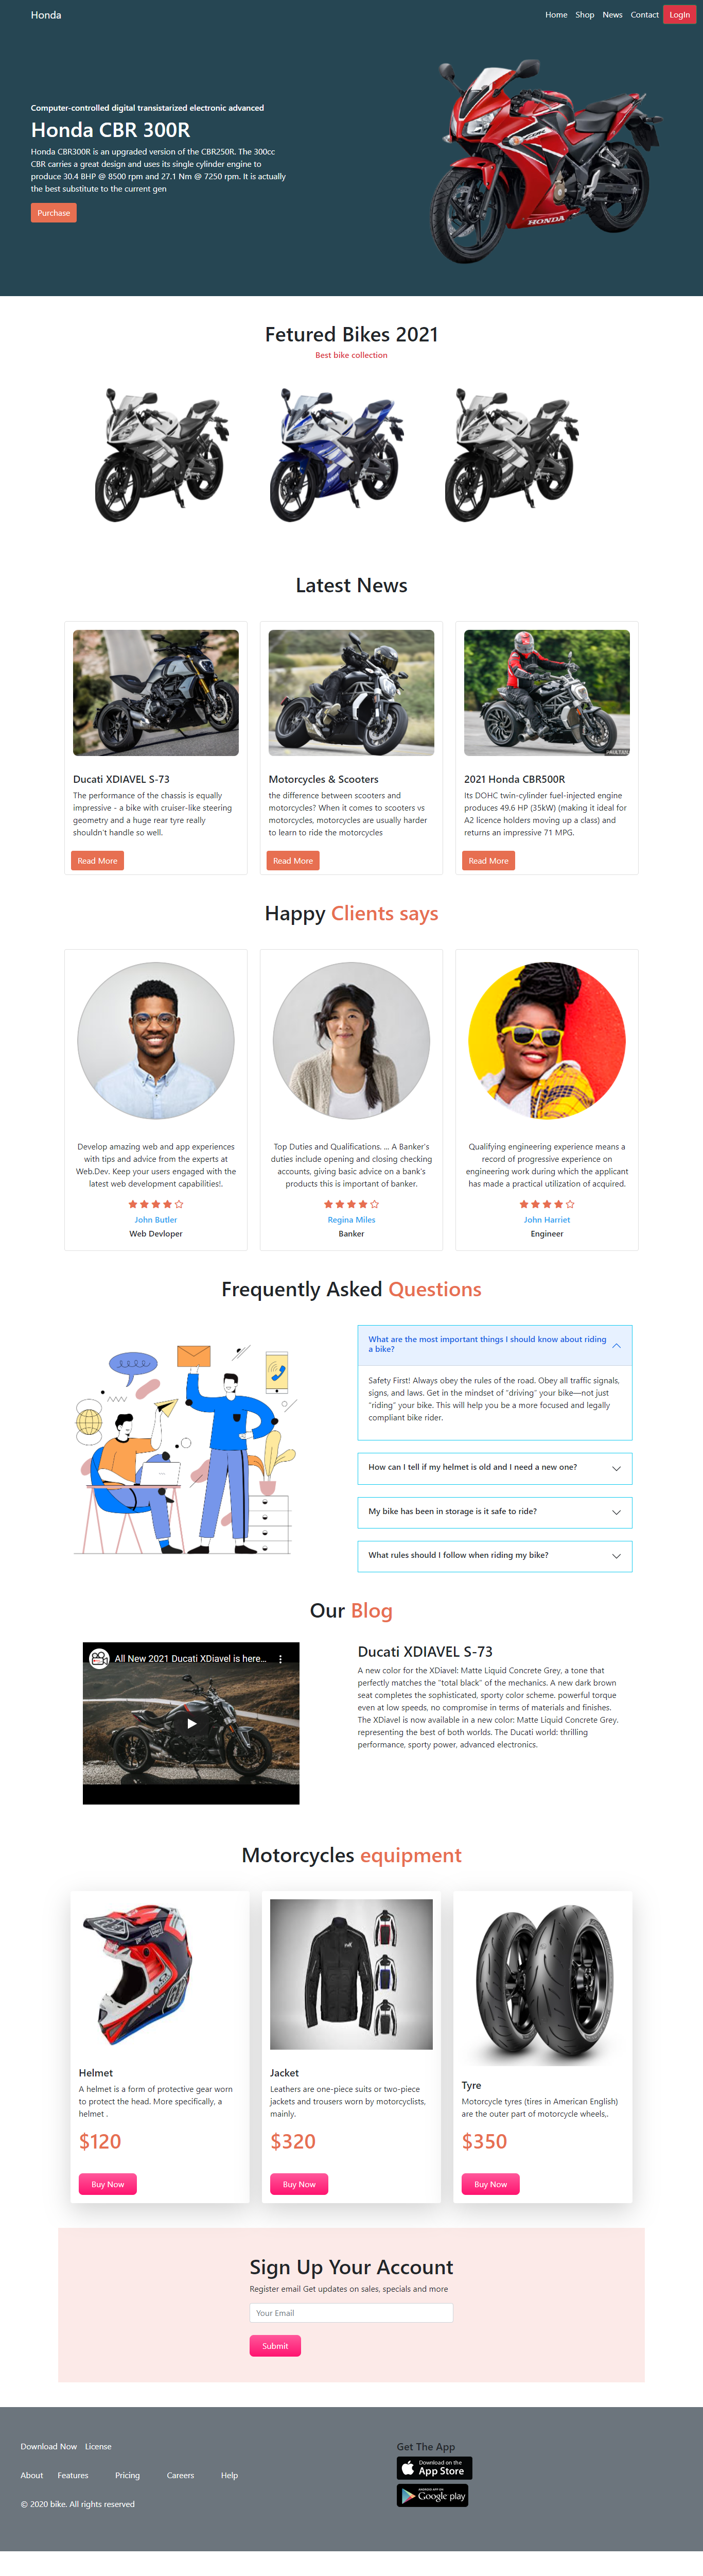 Honda
Home Shop News Contact LogIn
Computer-controlled digital transistarized electronic advanced
Honda CBR 300R
Honda CBR300R is an upgraded version of the CBR250R. The 300cc
CBR carries a great design and uses its single cylinder engine to
produce 30.4 BHP @ 8500 rpm and 27.1 Nm @ 7250 rpm. It is actually
the best substitute to the current gen
Purchase
HONDA
Fetured Bikes 2021
Best bike collection
Latest News
PAULTAN
Ducati XDIAVEL S-73
The performance of the chassis is equally
impressive - a bike with cruiser-like steering
geometry and a huge rear tyre really
shouldn't handle so well.
Read More
Motorcycles & Scooters
the difference between scooters and
motorcycles? When it comes to scooters vs
motorcycles, motorcycles are usually harder
to learn to ride the motorcycles
Read More
2021 Honda CBR500R
Its DOHC twin-cylinder fuel-injected engine
produces 49.6 HP (35kW) (making it ideal for
A2 licence holders moving up a class) and
returns an impressive 71 MPG.
Read More
Happy Clients says
Develop amazing web and app experiences
with tips and advice from the experts at
Web.Dev. Keep your users engaged with the
latest web development capabilities!.
John Butler
Web Devloper
Top Duties and Qualifications. ... A Banker's
duties include opening and closing checking
accounts, giving basic advice on a bank's
products this is important of banker.
Regina Miles
Banker
Qualifying engineering experience means a
record of progressive experience on
engineering work during which the applicant
has made a practical utilization of acquired.
John Harriet
Engineer
Frequently Asked Questions
What are the most important things I should know about riding
a bike?
Safety First! Always obey the rules of the road. Obey all traffic signals,
signs, and laws. Get in the mindset of "driving" your bike—not just
"riding" your bike. This will help you be a more focused and legally
compliant bike rider.
How can I tell if my helmet is old and I need a new one?
My bike has been in storage is it safe to ride?
What rules should I follow when riding my bike?
Our Blog
All New 2021 Ducati XDiavel is here...
Ducati XDIAVEL S-73
A new color for the XDiavel: Matte Liquid Concrete Grey, a tone that
perfectly matches the "total black" of the mechanics. A new dark brown
seat completes the sophisticated, sporty color scheme. powerful torque
even at low speeds, no compromise in terms of materials and finishes.
The XDiavel is now available in a new color: Matte Liquid Concrete Grey.
representing the best of both worlds. The Ducati world: thrilling
performance, sporty power, advanced electronics.
Motorcycles equipment
Helmet
A helmet is a form of protective gear worn
to protect the head. More specifically, a
helmet .
$120
Buy Now
Jacket
Leathers are one-piece suits or two-piece
jackets and trousers worn by motorcyclists,
mainly.
$320
Buy Now
Tyre
Motorcycle tyres (tires in American English)
are the outer part of motorcycle wheels,.
$350
Buy Now
Sign Up Your Account
Register email Get updates on sales, specials and more
Your Email
Submit
Download Now License
About Features Pricing Careers Help
© 2020 bike. All rights reserved
Get The App
Download on the
App Store
ANDROID APP ON
Google play